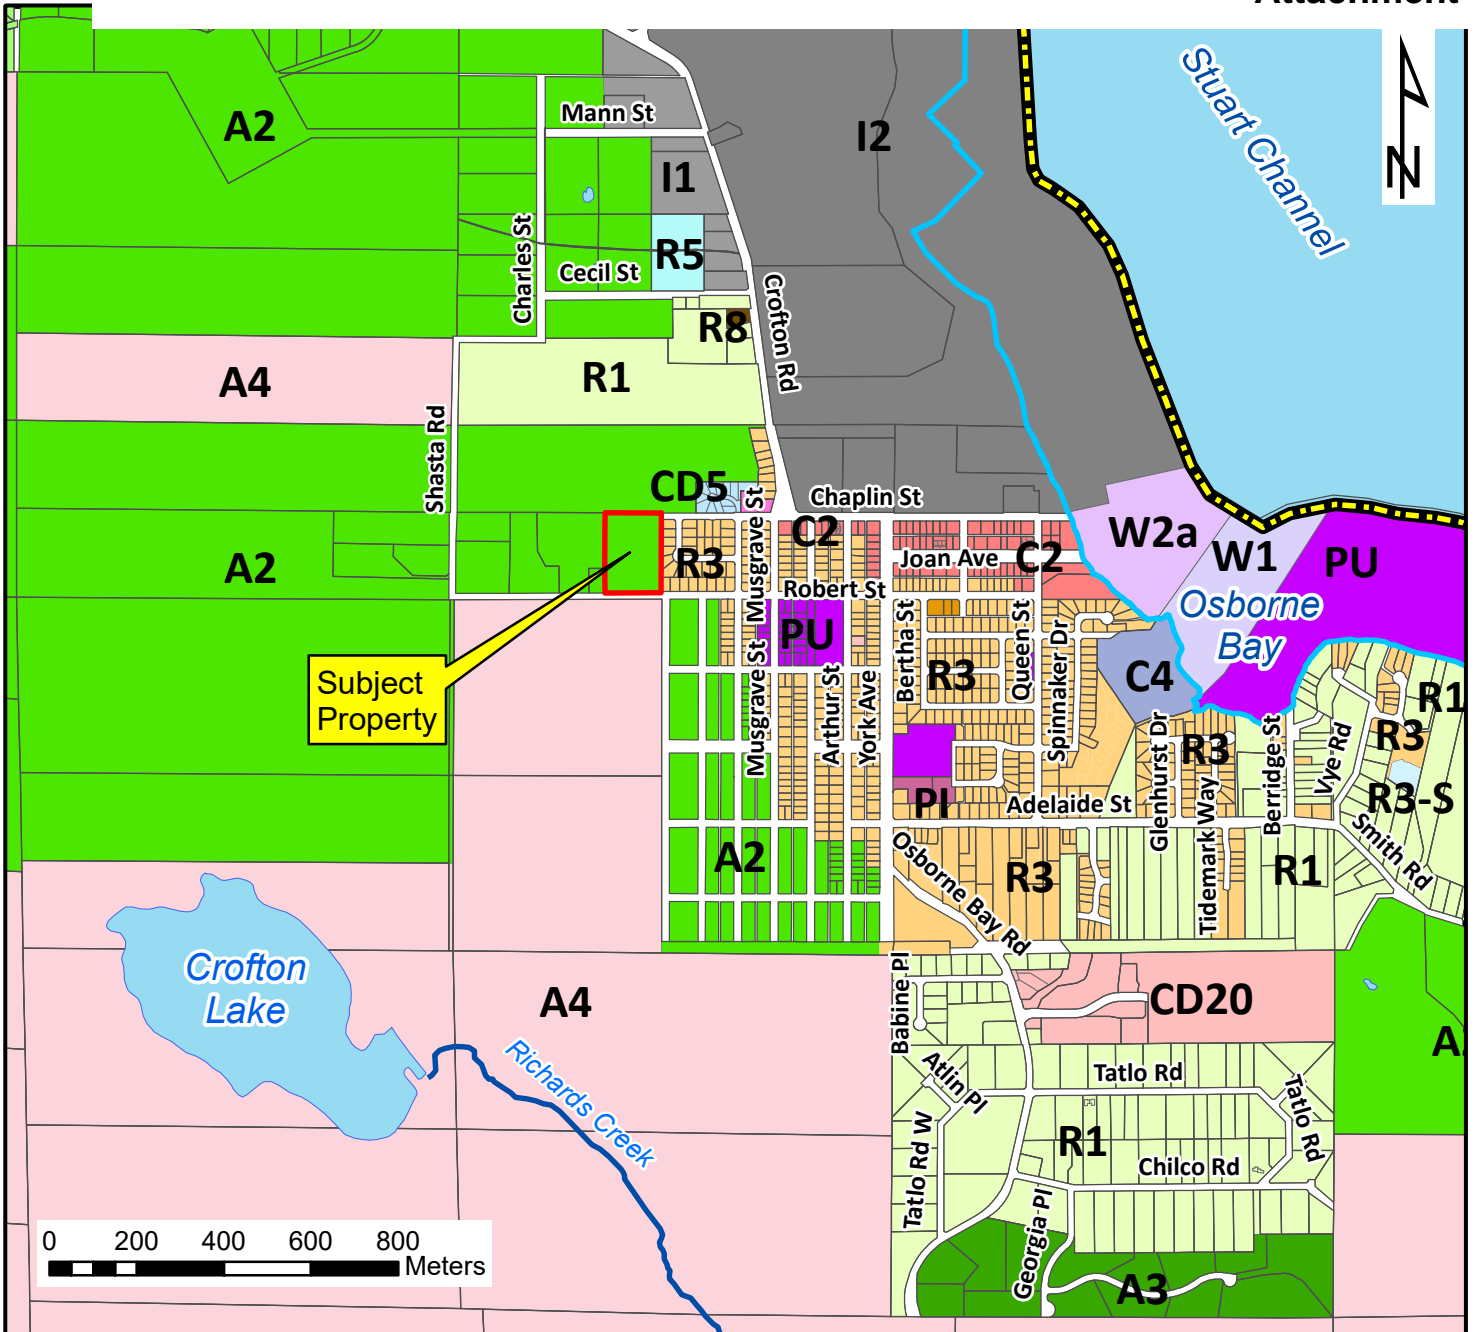 Attachment
Stuart Channel
N
Mann St
A2
I2
I1
Charles St
R5
Cecil St
Crofton Rd
R8
A4
R1
Shasta Rd
CD5
Musgrave St
Chaplin St
C2
W2a
Joan Ave
C2
W1
PU
A2
R3
Robert St
Osborne
Bay
PU
Bertha St
Queen St
Spinnaker Dr
R3
C4
Subject
Property
Musgrave St
Arthur St
York Ave
R1
Glenhurst Dr
R3
Berridge St
Vye Rd
R3
R3-S
PI
Adelaide St
Tidemark Way
Smith Rd
A2
Osborne Bay Rd
R3
R1
Crofton
Lake
A4
Babine Pl
CD20
Richards Creek
Atlin Pl
Tatlo Rd
Tatlo Rd
Tatlo Rd W
R1
Chilco Rd
Georgia Pl
A3
0 200 400 600 800
Meters